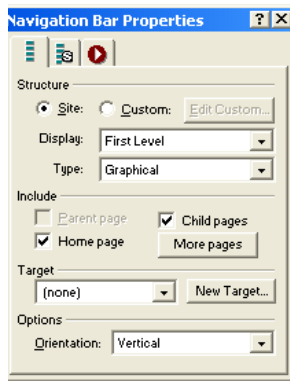 Navigation Bar Properties
Structure
Site: Custom: Edit Custom...
Display: First Level
Type: Graphical
Include
Parent page Child pages
Home page More pages
Target
(none) New Target...
Options
Orientation: Vertical